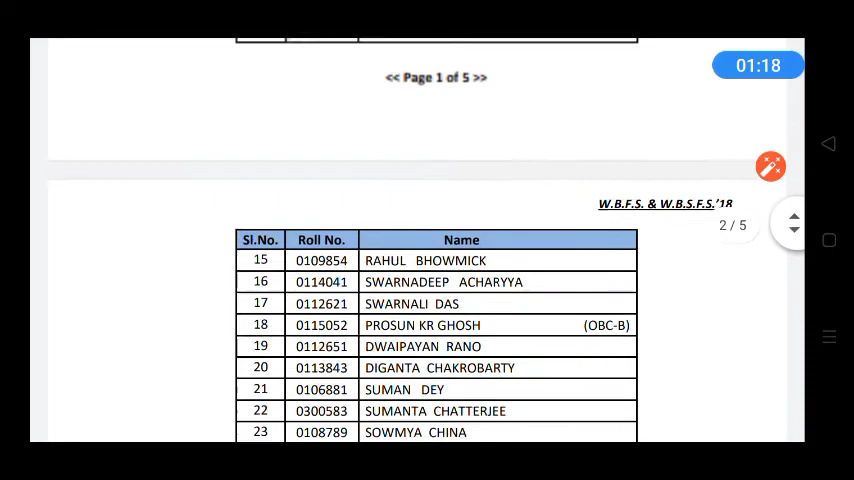 << Page 1 of 5 >>
01:18
W.B.F.S. & W.B.S.F.S.'18
2 / 5
Sl.No. Roll No. Name
15 0109854 RAHUL BHOWMICK
16 0114041 SWARNADEEP ACHARYYA
17 0112621 SWARNALI DAS
18 0115052 PROSUN KR GHOSH (OBC-B)
19 0112651 DWAIPAYAN RANO
20 0113843 DIGANTA CHAKROBARTY
21 0106881 SUMAN DEY
22 0300583 SUMANTA CHATTERJEE
23 0108789 SOWMYA CHINA